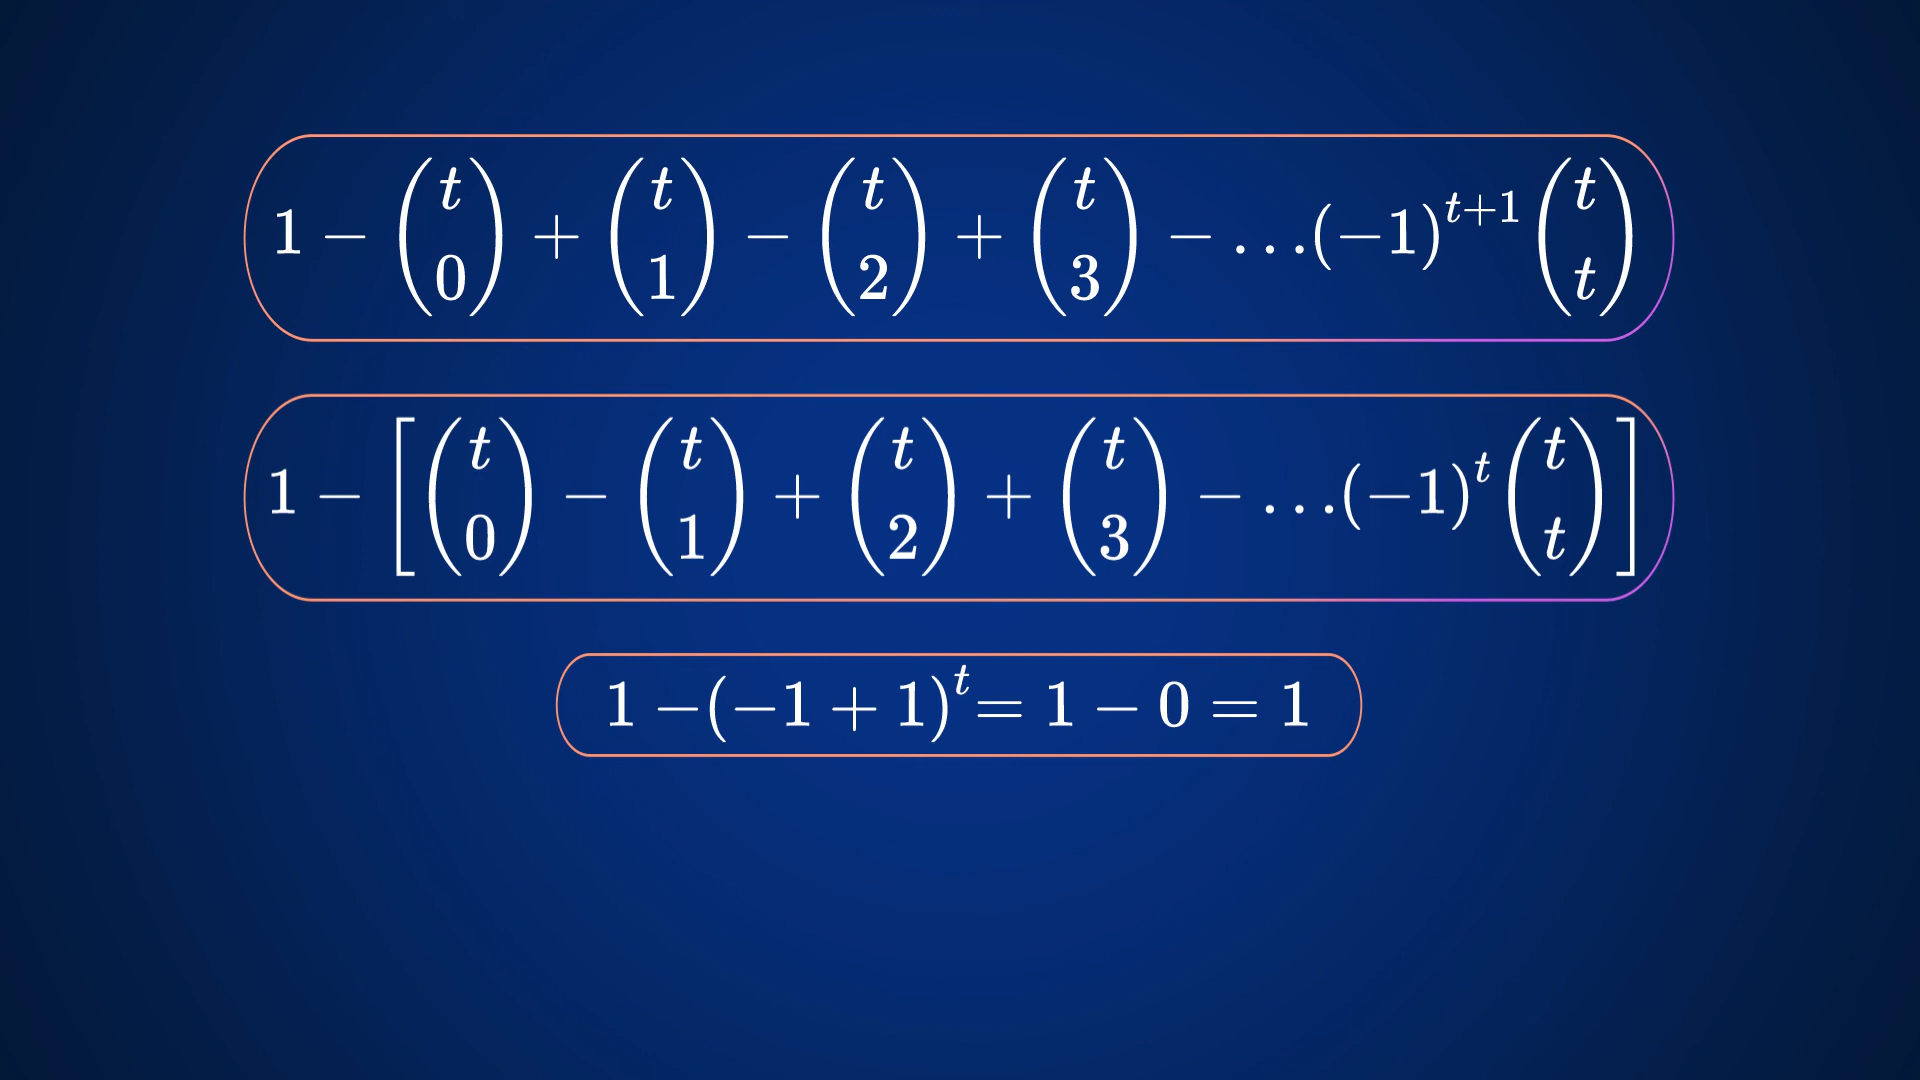 1 − (t 0) + (t 1) − (t 2) + (t 3) − …(−1)^{t+1} (t t)
1 − [(t 0) − (t 1) + (t 2) + (t 3) − …(−1)^t (t t)]
1 −(−1 + 1)^t = 1 − 0 = 1